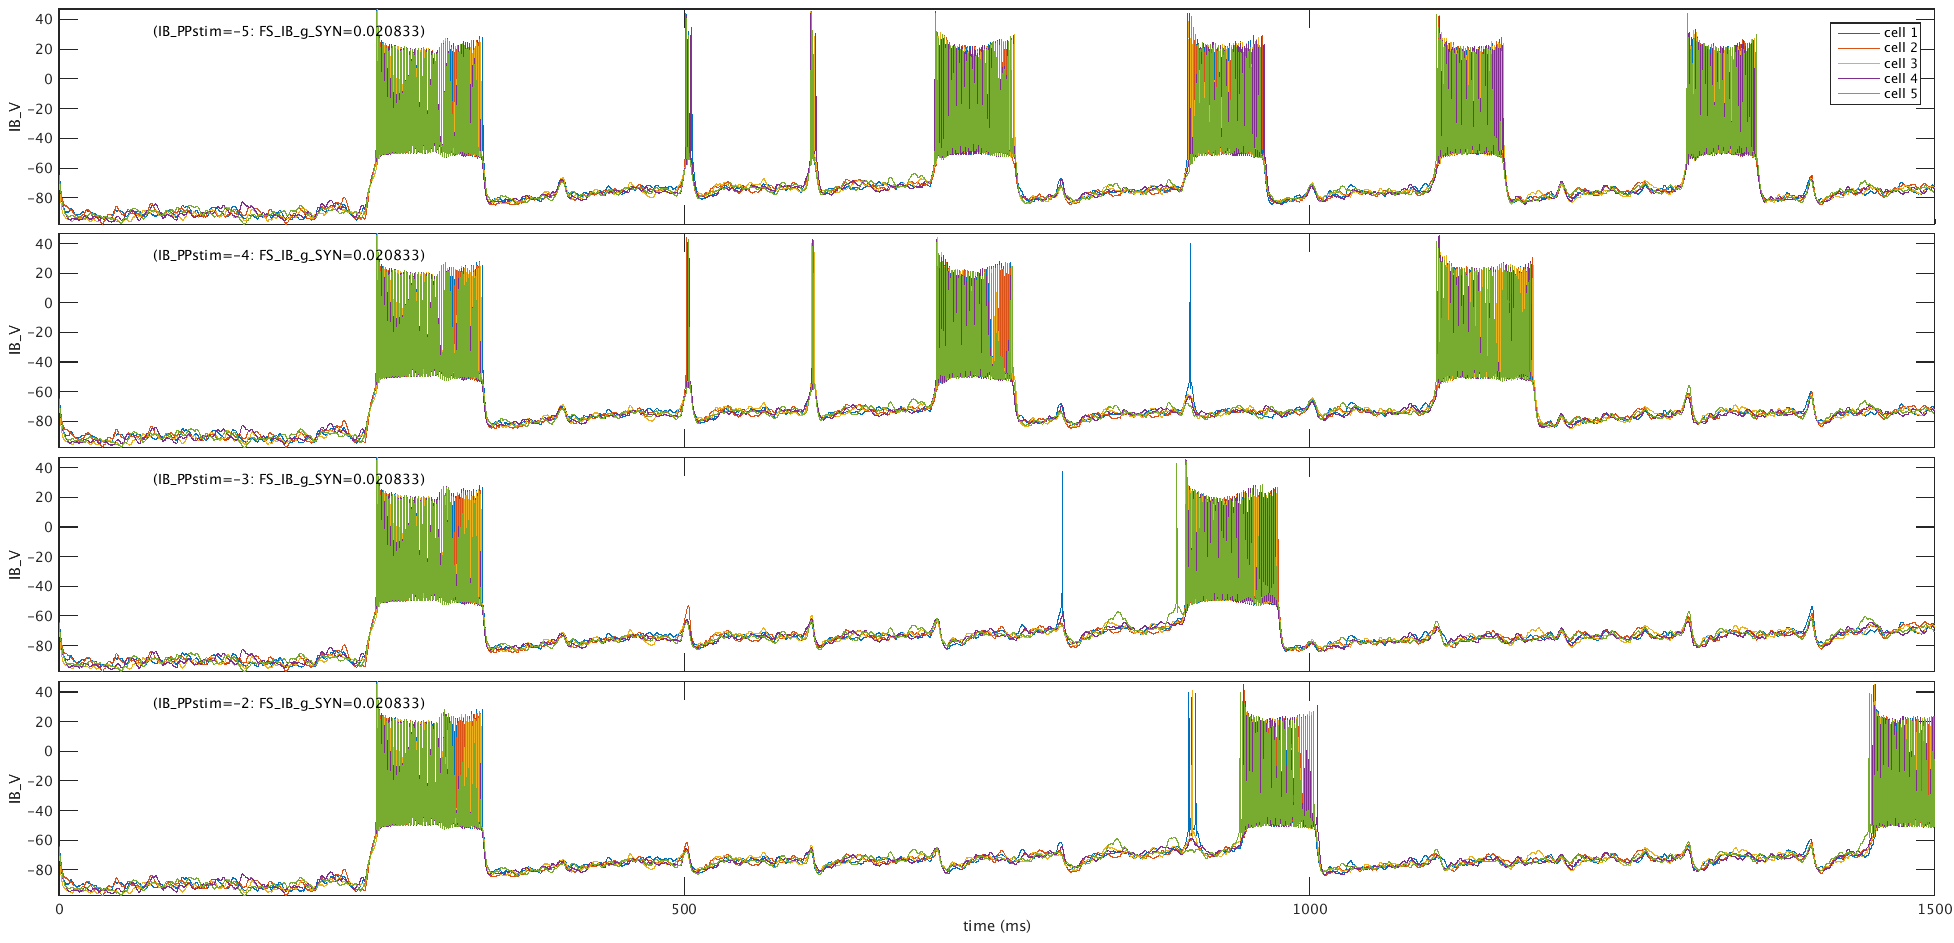 (IB_PPstim=-5: FS_IB_g_SYN=0.020833)
cell 1
cell 2
cell 3
cell 4
cell 5
IB_V
40
20
0
-20
-40
-60
-80
(IB_PPstim=-4: FS_IB_g_SYN=0.020833)
IB_V
40
20
0
-20
-40
-60
-80
(IB_PPstim=-3: FS_IB_g_SYN=0.020833)
IB_V
40
20
0
-20
-40
-60
-80
(IB_PPstim=-2: FS_IB_g_SYN=0.020833)
IB_V
40
20
0
-20
-40
-60
-80
0 500 1000 1500
time (ms)